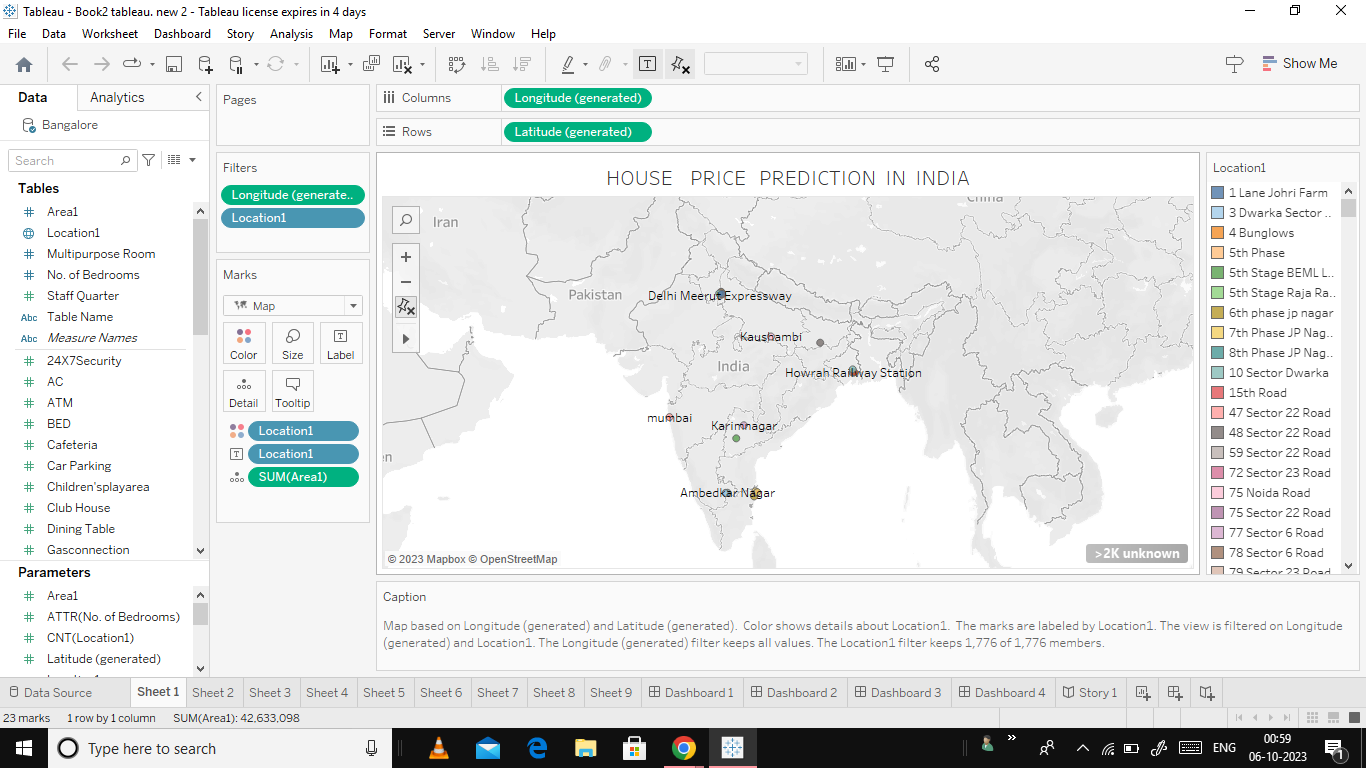 Tableau - Book2 tableau. new 2 - Tableau license expires in 4 days
File Data Worksheet Dashboard Story Analysis Map Format Server Window Help
Show Me
Data Analytics
Bangalore
Search
Tables
Area1
Location1
Multipurpose Room
No. of Bedrooms
Staff Quarter
Abc Table Name
Abc Measure Names
24X7Security
AC
ATM
BED
Cafeteria
Car Parking
Children'splayarea
Club House
Dining Table
Gasconnection
Parameters
Area1
ATTR(No. of Bedrooms)
CNT(Location1)
Latitude (generated)
Pages
Filters
Longitude (generate..
Location1
Marks
Map
Color Size Label
Detail Tooltip
Location1
Location1
SUM(Area1)
Columns Longitude (generated)
Rows Latitude (generated)
HOUSE PRICE PREDICTION IN INDIA
Iran
China
Pakistan
Delhi Meerut Expressway
Kaushambi
India
Howrah Railway Station
mumbai
Karimnagar
en
Ambedkar Nagar
© 2023 Mapbox © OpenStreetMap
>2K unknown
Location1
1 Lane Johri Farm
3 Dwarka Sector ..
4 Bunglows
5th Phase
5th Stage BEML L..
5th Stage Raja Ra..
6th phase jp nagar
7th Phase JP Nag..
8th Phase JP Nag..
10 Sector Dwarka
15th Road
47 Sector 22 Road
48 Sector 22 Road
59 Sector 22 Road
72 Sector 23 Road
75 Noida Road
75 Sector 22 Road
77 Sector 6 Road
78 Sector 6 Road
79 Sector 23 Road
Caption
Map based on Longitude (generated) and Latitude (generated). Color shows details about Location1. The marks are labeled by Location1. The view is filtered on Longitude
(generated) and Location1. The Longitude (generated) filter keeps all values. The Location1 filter keeps 1,776 of 1,776 members.
Data Source Sheet 1 Sheet 2 Sheet 3 Sheet 4 Sheet 5 Sheet 6 Sheet 7 Sheet 8 Sheet 9 Dashboard 1 Dashboard 2 Dashboard 3 Dashboard 4 Story 1
23 marks 1 row by 1 column SUM(Area1): 42,633,098
Type here to search
ENG
00:59
06-10-2023
1